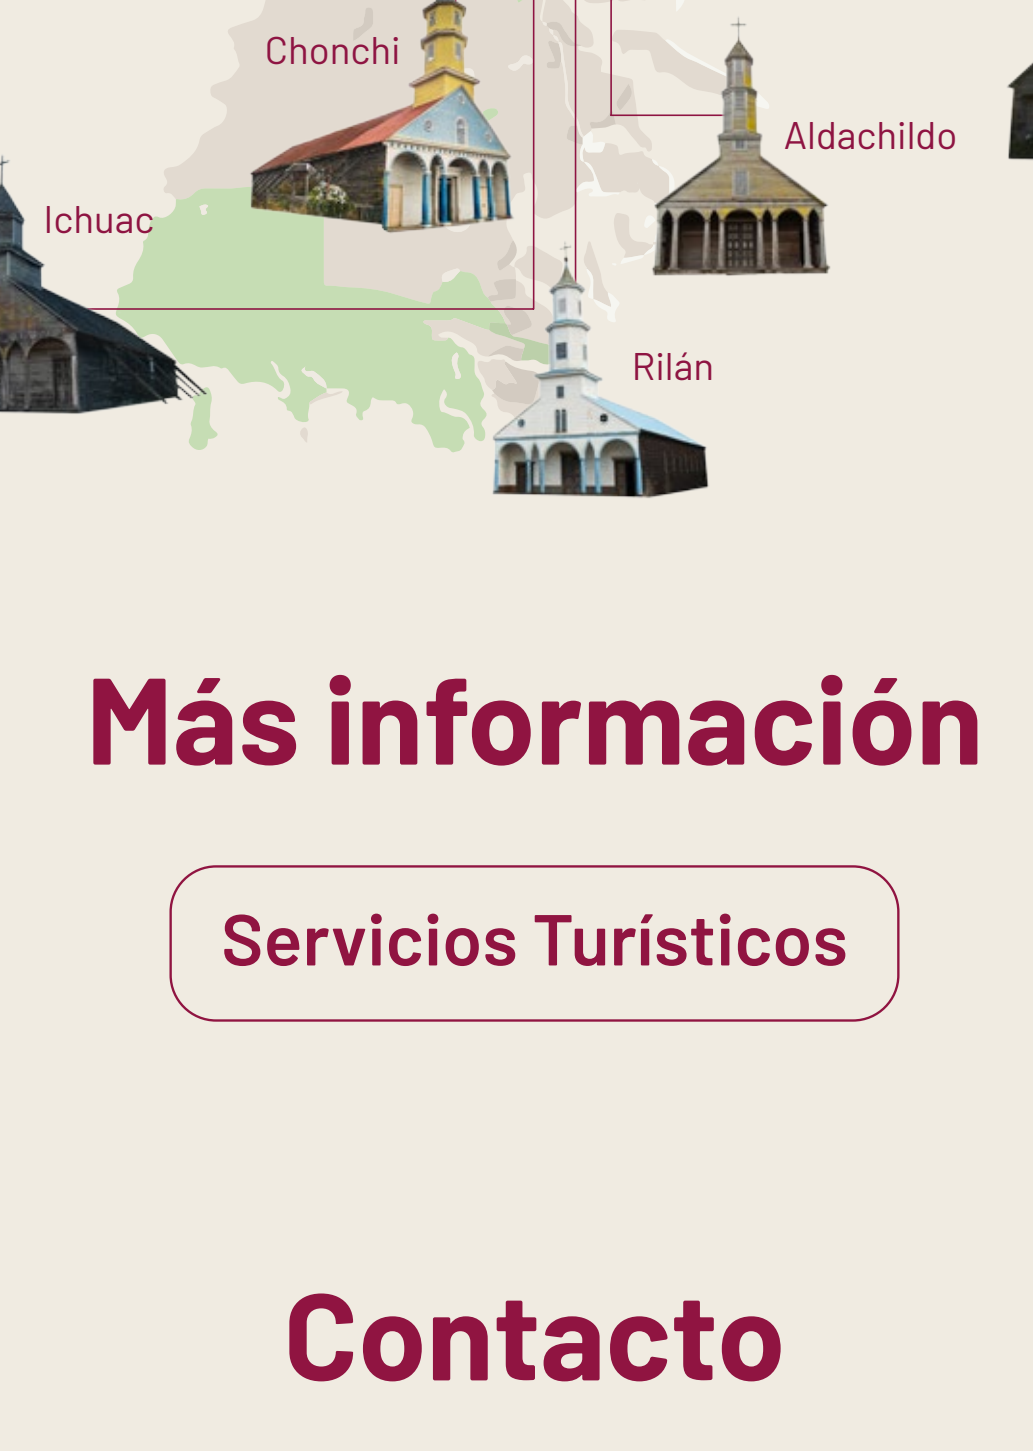 Chonchi
Aldachildo
Ichuac
Rilán
Más información
Servicios Turísticos
Contacto